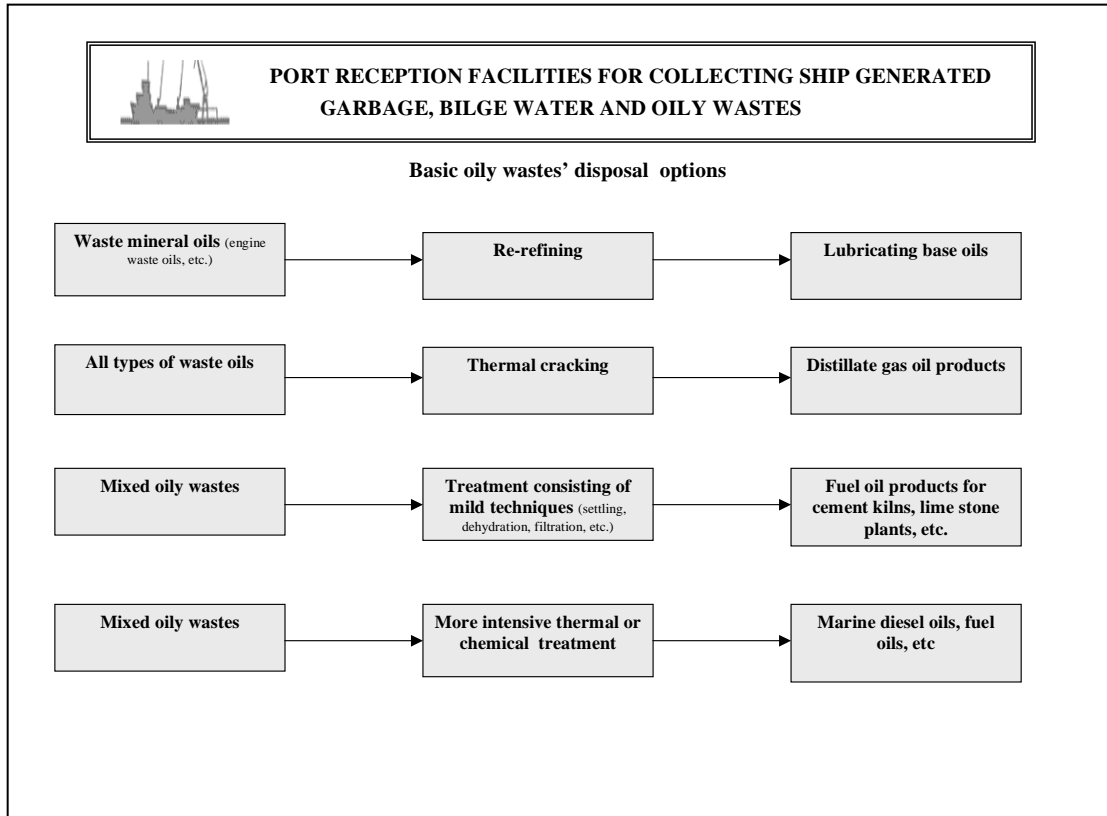 PORT RECEPTION FACILITIES FOR COLLECTING SHIP GENERATED
GARBAGE, BILGE WATER AND OILY WASTES
Basic oily wastes’ disposal options
Waste mineral oils (engine
waste oils, etc.)
Re-refining
Lubricating base oils
All types of waste oils
Thermal cracking
Distillate gas oil products
Mixed oily wastes
Treatment consisting of
mild techniques (settling,
dehydration, filtration, etc.)
Fuel oil products for
cement kilns, lime stone
plants, etc.
Mixed oily wastes
More intensive thermal or
chemical treatment
Marine diesel oils, fuel
oils, etc